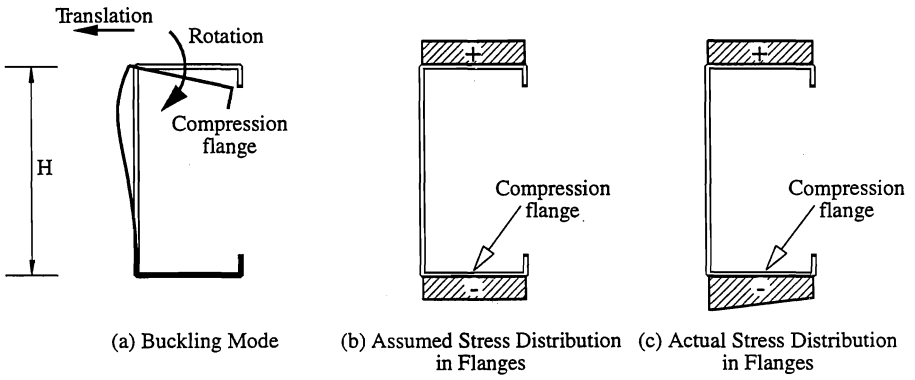 Translation
Rotation
Compression
flange
H
(a) Buckling Mode
+
Compression
flange
-
(b) Assumed Stress Distribution
in Flanges
+
Compression
flange
-
(c) Actual Stress Distribution
in Flanges